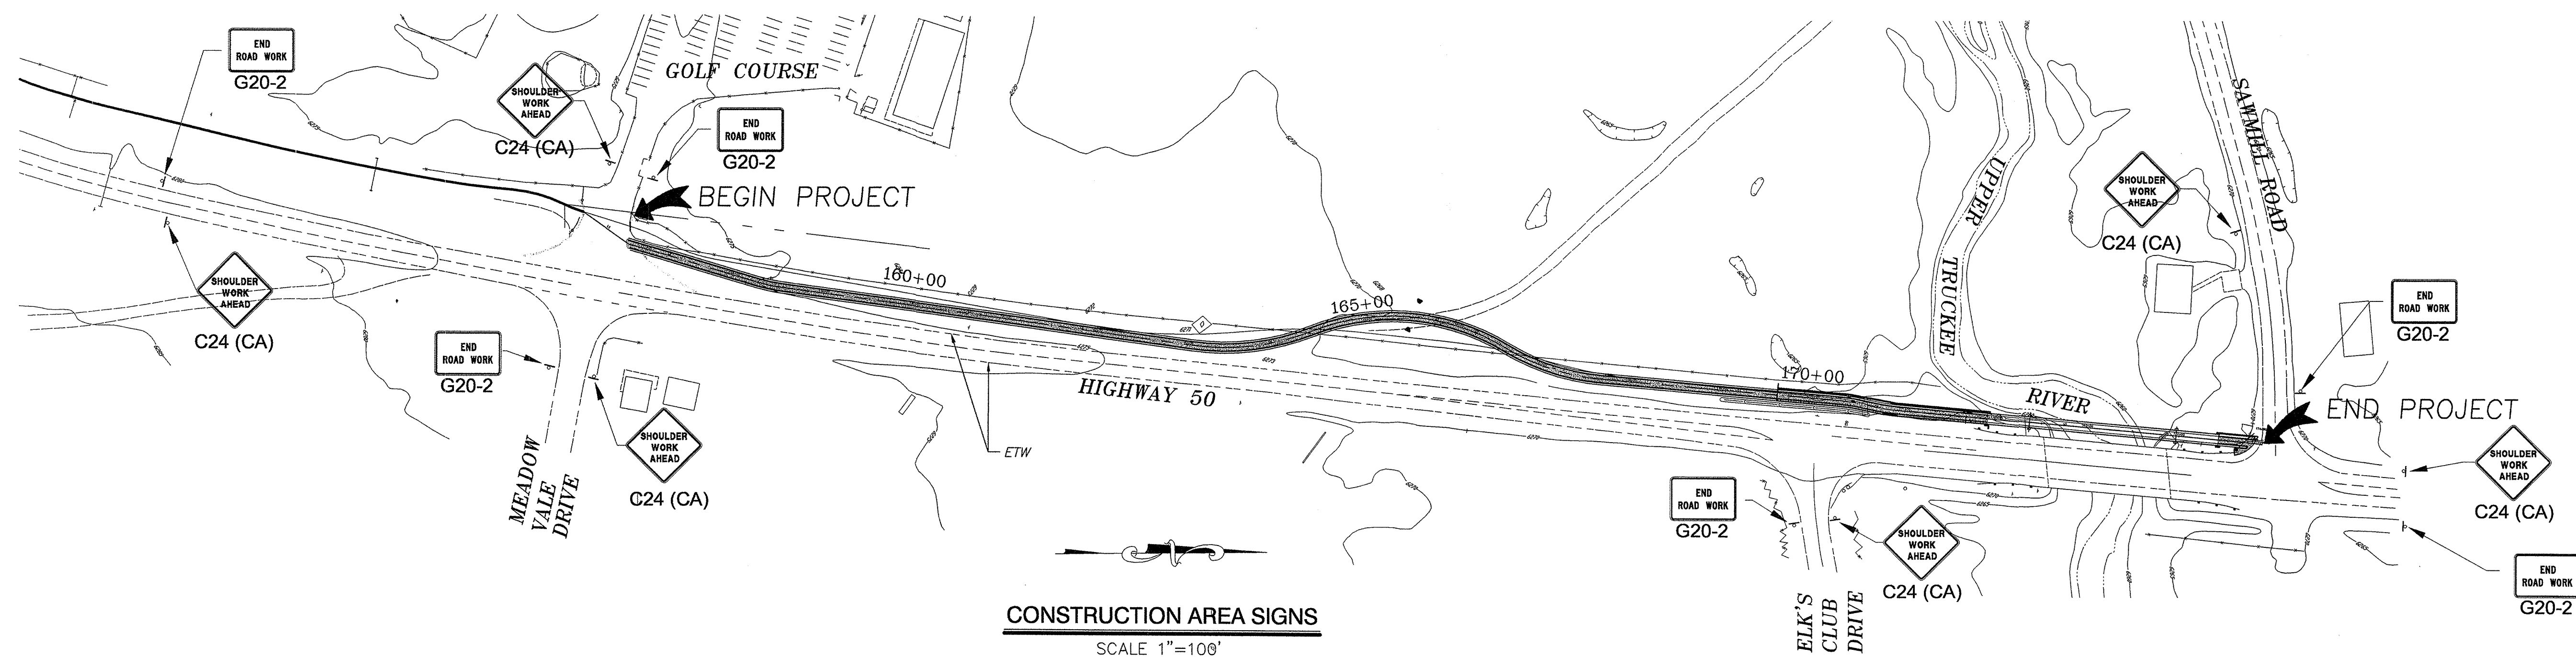 END
ROAD WORK
G20-2
SHOULDER
WORK
AHEAD
C24 (CA)
GOLF COURSE
END
ROAD WORK
G20-2
BEGIN PROJECT
SHOULDER
WORK
AHEAD
C24 (CA)
END
ROAD WORK
G20-2
SHOULDER
WORK
AHEAD
C24 (CA)
MEADOW
VALE
DRIVE
160+00
165+00
170+00
HIGHWAY 50
ETW
UPPER
TRUCKEE
RIVER
SAWMILL ROAD
SHOULDER
WORK
AHEAD
C24 (CA)
END
ROAD WORK
G20-2
END PROJECT
SHOULDER
WORK
AHEAD
C24 (CA)
END
ROAD WORK
G20-2
END
ROAD WORK
G20-2
SHOULDER
WORK
AHEAD
C24 (CA)
ELK'S
CLUB
DRIVE
CONSTRUCTION AREA SIGNS
SCALE 1"=100'